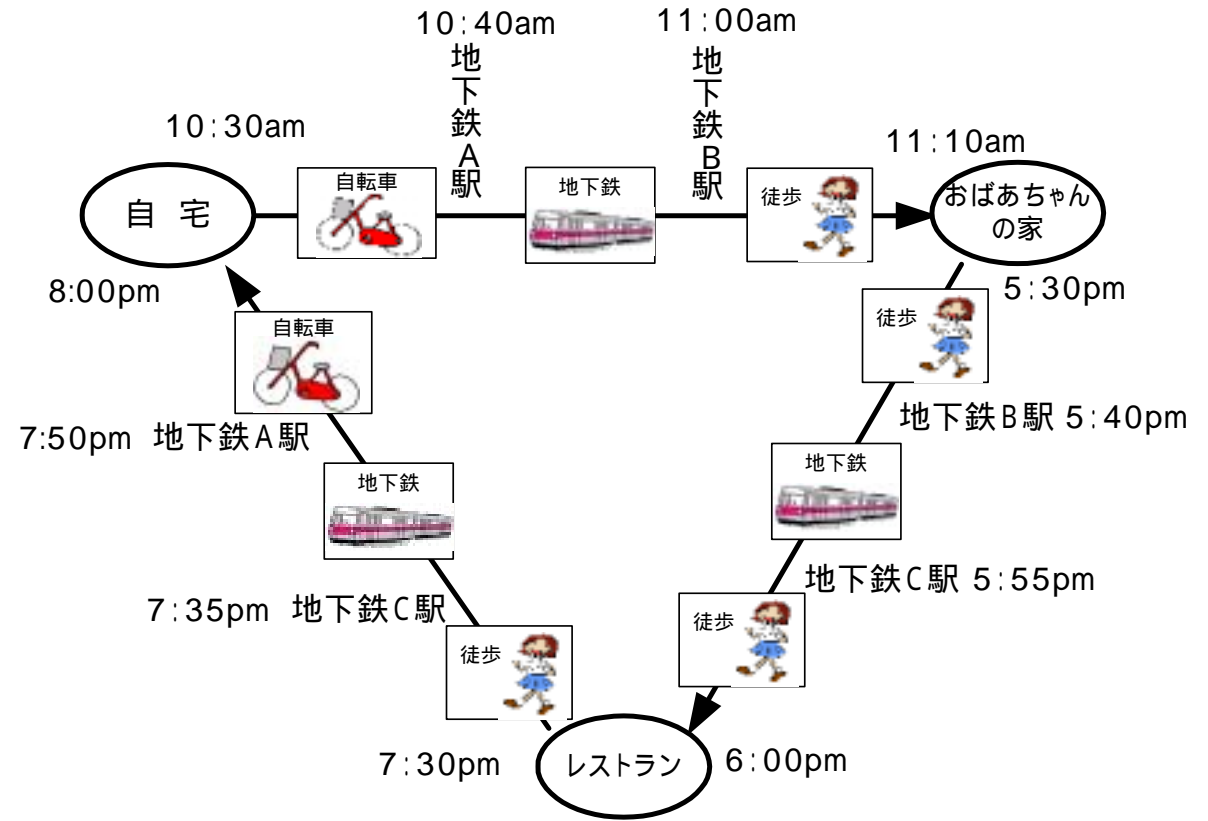 10:40am
地下鉄A駅
11:00am
地下鉄B駅
10:30am
11:10am
自 宅
自転車
地下鉄
徒歩
おばあちゃん
の家
8:00pm
5:30pm
自転車
徒歩
7:50pm 地下鉄A駅
地下鉄B駅 5:40pm
地下鉄
地下鉄
7:35pm 地下鉄C駅
地下鉄C駅 5:55pm
徒歩
徒歩
7:30pm
レストラン
6:00pm